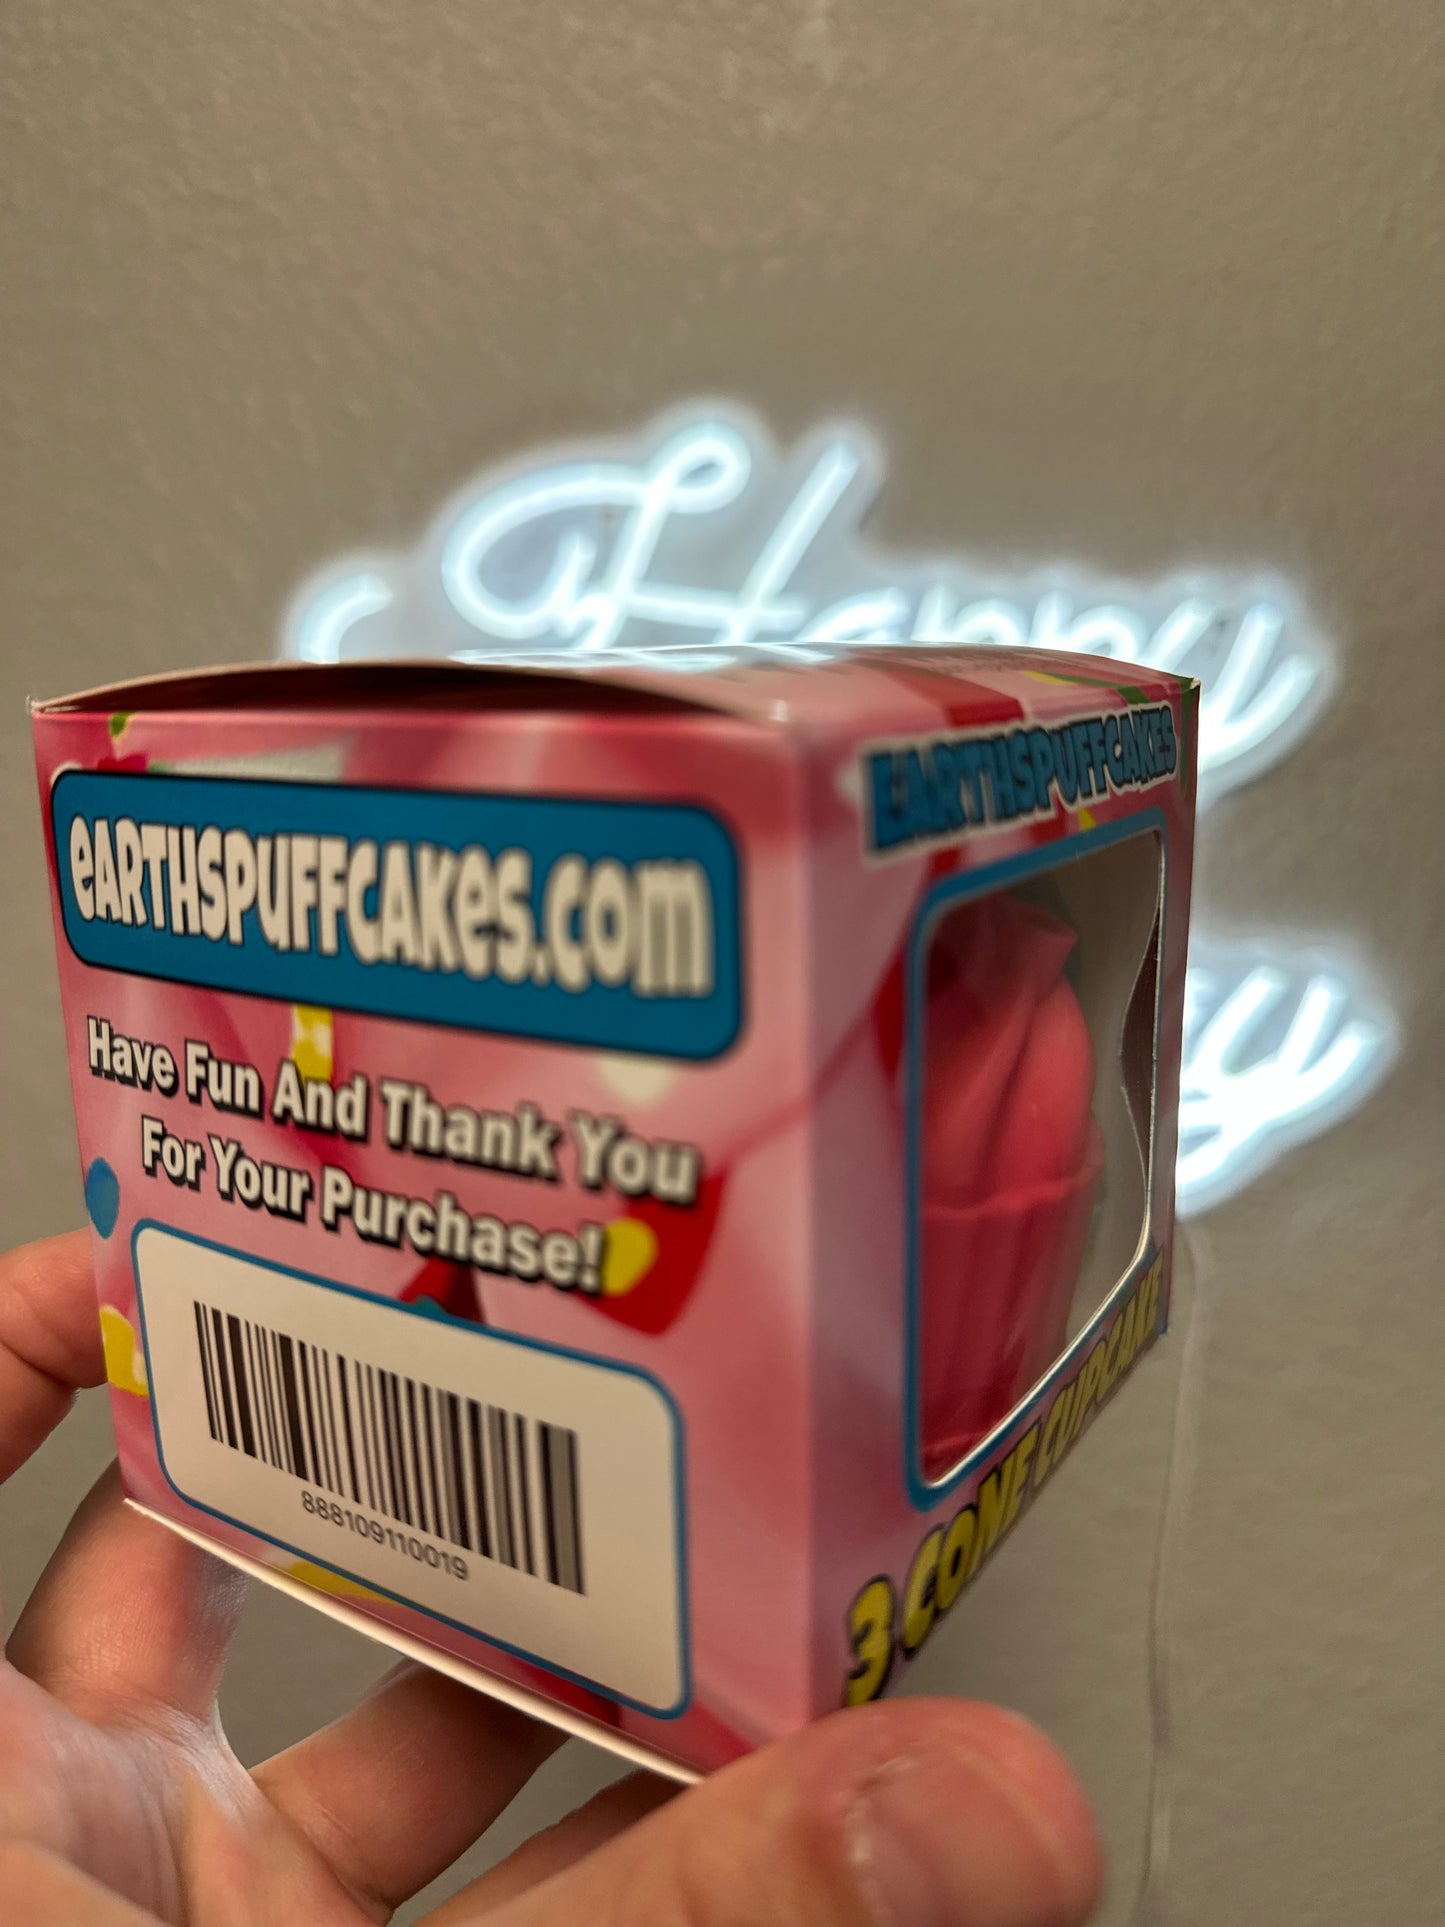 Happy
EARTHSPUFFCAKES.COM
Have Fun And Thank You
For Your Purchase!
888109110019
EARTHSPUFFCAKES
3 CONE CUPCAKE